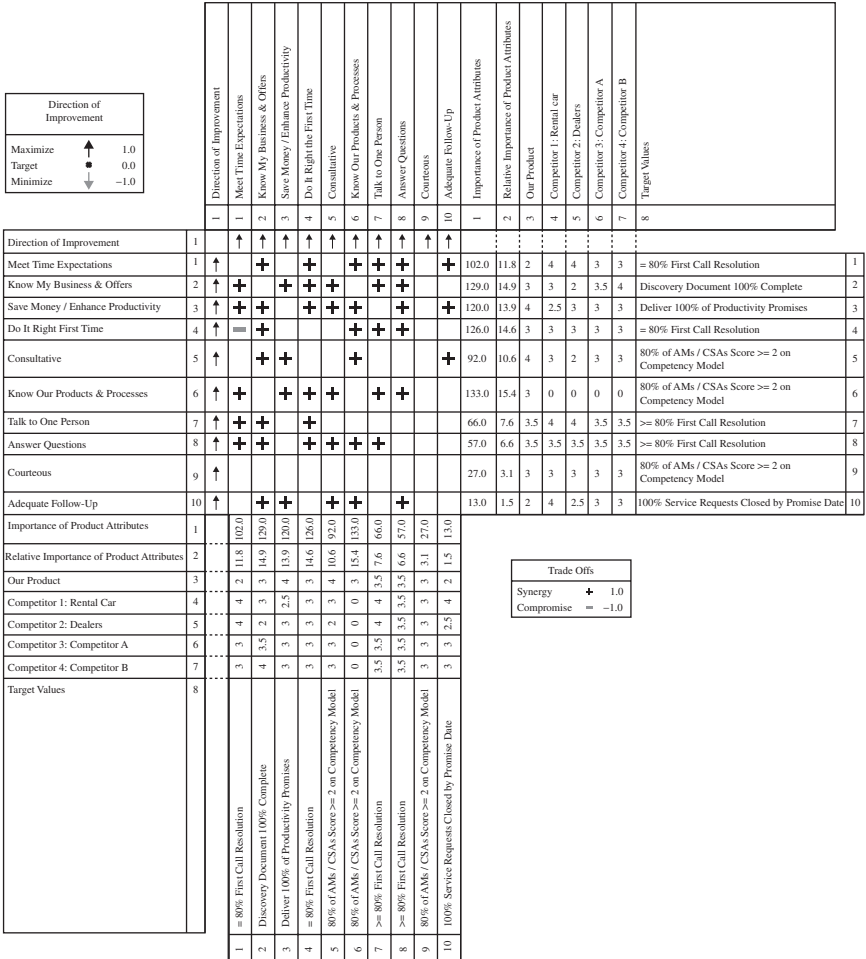 Direction of
Improvement
Maximize 1.0
Target 0.0
Minimize −1.0
Direction of Improvement
Meet Time Expectations
Know My Business & Offers
Save Money / Enhance Productivity
Do It Right the First Time
Consultative
Know Our Products & Processes
Talk to One Person
Answer Questions
Courteous
Adequate Follow-Up
Importance of Product Attributes
Relative Importance of Product Attributes
Our Product
Competitor 1: Rental car
Competitor 2: Dealers
Competitor 3: Competitor A
Competitor 4: Competitor B
Target Values
1 1 2 3 4 5 6 7 8 9 10 1 2 3 4 5 6 7 8
Direction of Improvement 1
Meet Time Expectations 1 + + + + + + 102.0 11.8 2 4 4 3 3 = 80% First Call Resolution 1
Know My Business & Offers 2 + + + + + + 129.0 14.9 3 3 2 3.5 4 Discovery Document 100% Complete 2
Save Money / Enhance Productivity 3 + + + + + + + 120.0 13.9 4 2.5 3 3 3 Deliver 100% of Productivity Promises 3
Do It Right First Time 4 − + + + + 126.0 14.6 3 3 3 3 3 = 80% First Call Resolution 4
Consultative 5 + + + + 92.0 10.6 4 3 2 3 3 80% of AMs / CSAs Score >= 2 on
Competency Model 5
Know Our Products & Processes 6 + + + + + + 133.0 15.4 3 0 0 0 0 80% of AMs / CSAs Score >= 2 on
Competency Model 6
Talk to One Person 7 + + + 66.0 7.6 3.5 4 4 3.5 3.5 >= 80% First Call Resolution 7
Answer Questions 8 + + + + + + 57.0 6.6 3.5 3.5 3.5 3.5 3.5 >= 80% First Call Resolution 8
Courteous 9 27.0 3.1 3 3 3 3 3 80% of AMs / CSAs Score >= 2 on
Competency Model 9
Adequate Follow-Up 10 + + + + + 13.0 1.5 2 4 2.5 3 3 100% Service Requests Closed by Promise Date 10
Importance of Product Attributes 1 102.0 129.0 120.0 126.0 92.0 133.0 66.0 57.0 27.0 13.0
Relative Importance of Product Attributes 2 11.8 14.9 13.9 14.6 10.6 15.4 7.6 6.6 3.1 1.5
Our Product 3 2 3 4 3 4 3 3.5 3.5 3 2
Competitor 1: Rental Car 4 4 3 2.5 3 3 0 4 3.5 3 4
Competitor 2: Dealers 5 4 2 3 3 2 0 4 3.5 3 2.5
Competitor 3: Competitor A 6 3 3.5 3 3 3 0 3.5 3.5 3 3
Competitor 4: Competitor B 7 3 4 3 3 3 0 3.5 3.5 3 3
Target Values 8
= 80% First Call Resolution
Discovery Document 100% Complete
Deliver 100% of Productivity Promises
= 80% First Call Resolution
80% of AMs / CSAs Score >= 2 on Competency Model
80% of AMs / CSAs Score >= 2 on Competency Model
>= 80% First Call Resolution
>= 80% First Call Resolution
80% of AMs / CSAs Score >= 2 on Competency Model
100% Service Requests Closed by Promise Date
1 2 3 4 5 6 7 8 9 10
Trade Offs
Synergy + 1.0
Compromise − −1.0